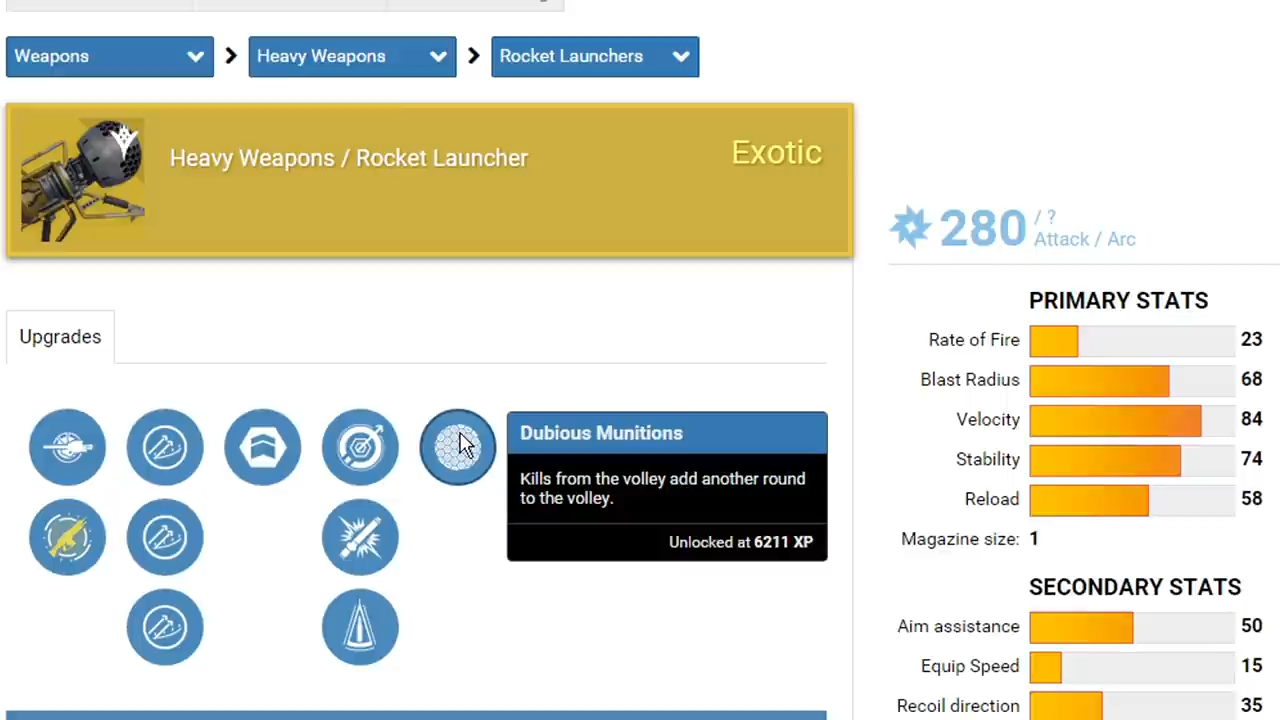 Weapons
Heavy Weapons
Rocket Launchers
Heavy Weapons / Rocket Launcher
Exotic
280 / ?
Attack / Arc
Upgrades
Dubious Munitions
Kills from the volley add another round
to the volley.
Unlocked at 6211 XP
PRIMARY STATS
Rate of Fire 23
Blast Radius 68
Velocity 84
Stability 74
Reload 58
Magazine size: 1
SECONDARY STATS
Aim assistance 50
Equip Speed 15
Recoil direction 35